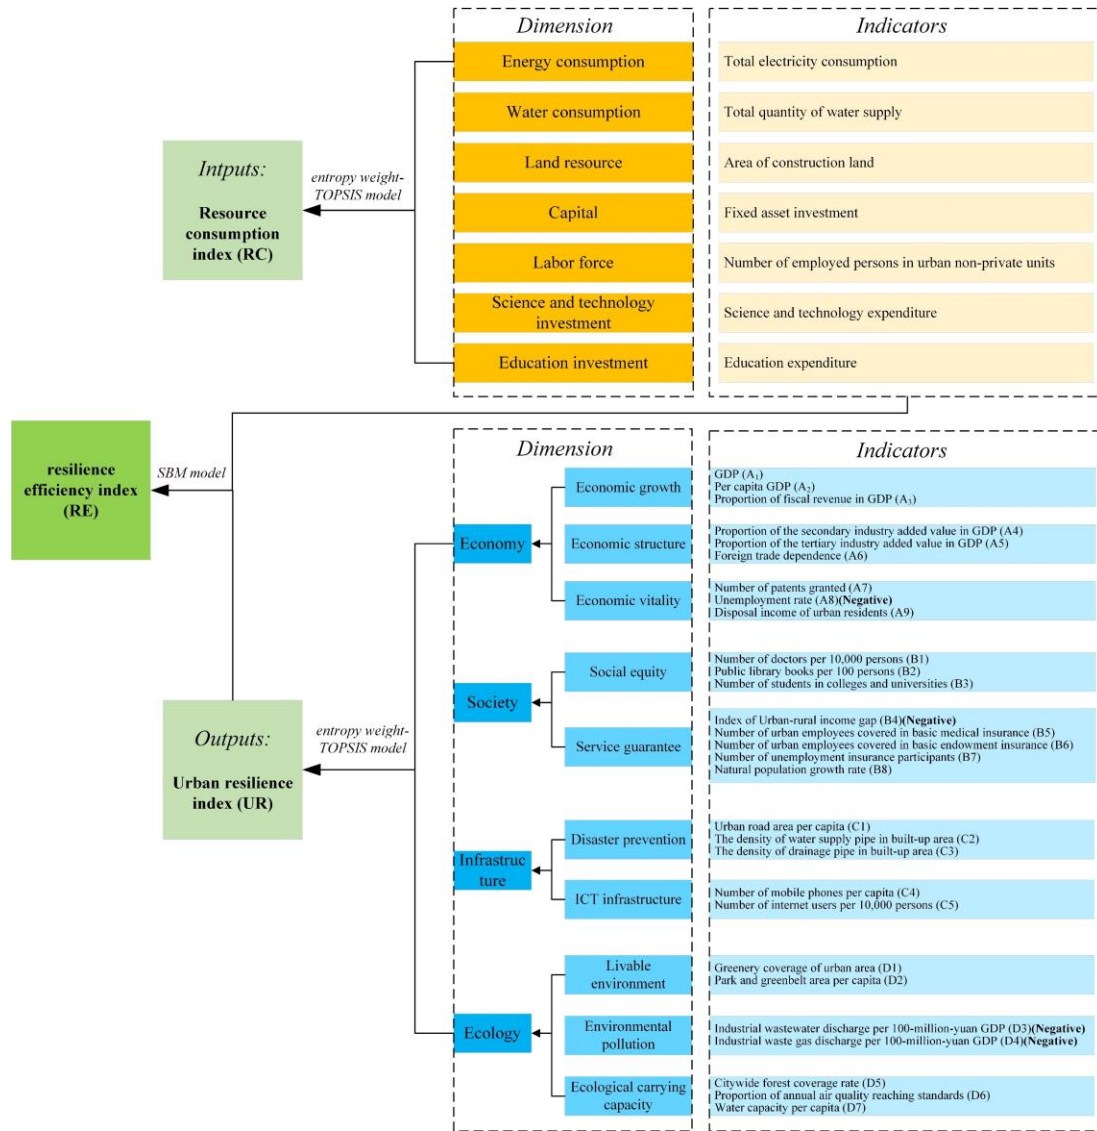 Dimension
Indicators
Energy consumption
Total electricity consumption
Water consumption
Total quantity of water supply
Land resource
Area of construction land
Capital
Fixed asset investment
Labor force
Number of employed persons in urban non-private units
Science and technology
investment
Science and technology expenditure
Education investment
Education expenditure
Intputs:
Resource
consumption
index (RC)
entropy weight-
TOPSIS model
resilience
efficiency index
(RE)
SBM model
Outputs:
Urban resilience
index (UR)
entropy weight-
TOPSIS model
Dimension
Indicators
Economy
Economic growth
GDP (A₁)
Per capita GDP (A₂)
Proportion of fiscal revenue in GDP (A₃)
Economic structure
Proportion of the secondary industry added value in GDP (A4)
Proportion of the tertiary industry added value in GDP (A5)
Foreign trade dependence (A6)
Economic vitality
Number of patents granted (A7)
Unemployment rate (A8)(Negative)
Disposal income of urban residents (A9)
Society
Social equity
Number of doctors per 10,000 persons (B1)
Public library books per 100 persons (B2)
Number of students in colleges and universities (B3)
Service guarantee
Index of Urban-rural income gap (B4)(Negative)
Number of urban employees covered in basic medical insurance (B5)
Number of urban employees covered in basic endowment insurance (B6)
Number of unemployment insurance participants (B7)
Natural population growth rate (B8)
Infrastruc
ture
Disaster prevention
Urban road area per capita (C1)
The density of water supply pipe in built-up area (C2)
The density of drainage pipe in built-up area (C3)
ICT infrastructure
Number of mobile phones per capita (C4)
Number of internet users per 10,000 persons (C5)
Ecology
Livable
environment
Greenery coverage of urban area (D1)
Park and greenbelt area per capita (D2)
Environmental
pollution
Industrial wastewater discharge per 100-million-yuan GDP (D3)(Negative)
Industrial waste gas discharge per 100-million-yuan GDP (D4)(Negative)
Ecological carrying
capacity
Citywide forest coverage rate (D5)
Proportion of annual air quality reaching standards (D6)
Water capacity per capita (D7)